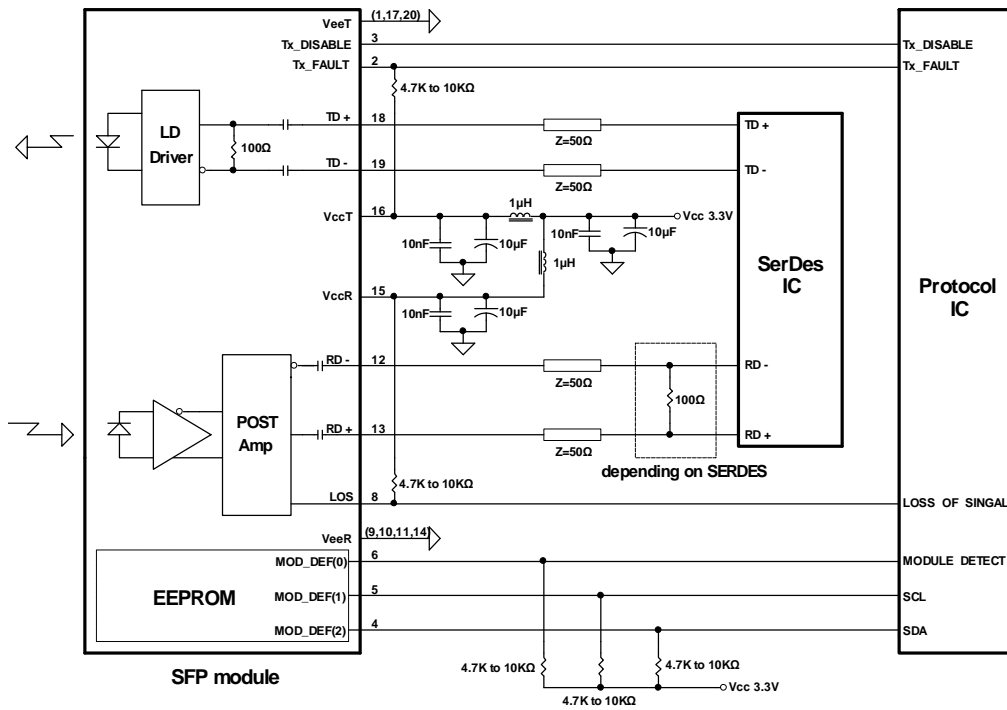 VeeT (1,17,20)
Tx_DISABLE 3 Tx_DISABLE
Tx_FAULT 2 Tx_FAULT
4.7K to 10KΩ
LD
Driver
100Ω
TD + 18 TD +
Z=50Ω
TD - 19 TD -
Z=50Ω
1µH
VccT 16 Vcc 3.3V
10nF 10µF 10nF 10µF
1µH
SerDes
IC
Protocol
IC
VccR 15
10nF 10µF
RD - 12 RD -
Z=50Ω
100Ω
POST
Amp
RD + 13 RD +
Z=50Ω
depending on SERDES
4.7K to 10KΩ
LOS 8 LOSS OF SINGAL
VeeR (9,10,11,14)
MOD_DEF(0) 6 MODULE DETECT
EEPROM
MOD_DEF(1) 5 SCL
MOD_DEF(2) 4 SDA
4.7K to 10KΩ 4.7K to 10KΩ
4.7K to 10KΩ
Vcc 3.3V
SFP module